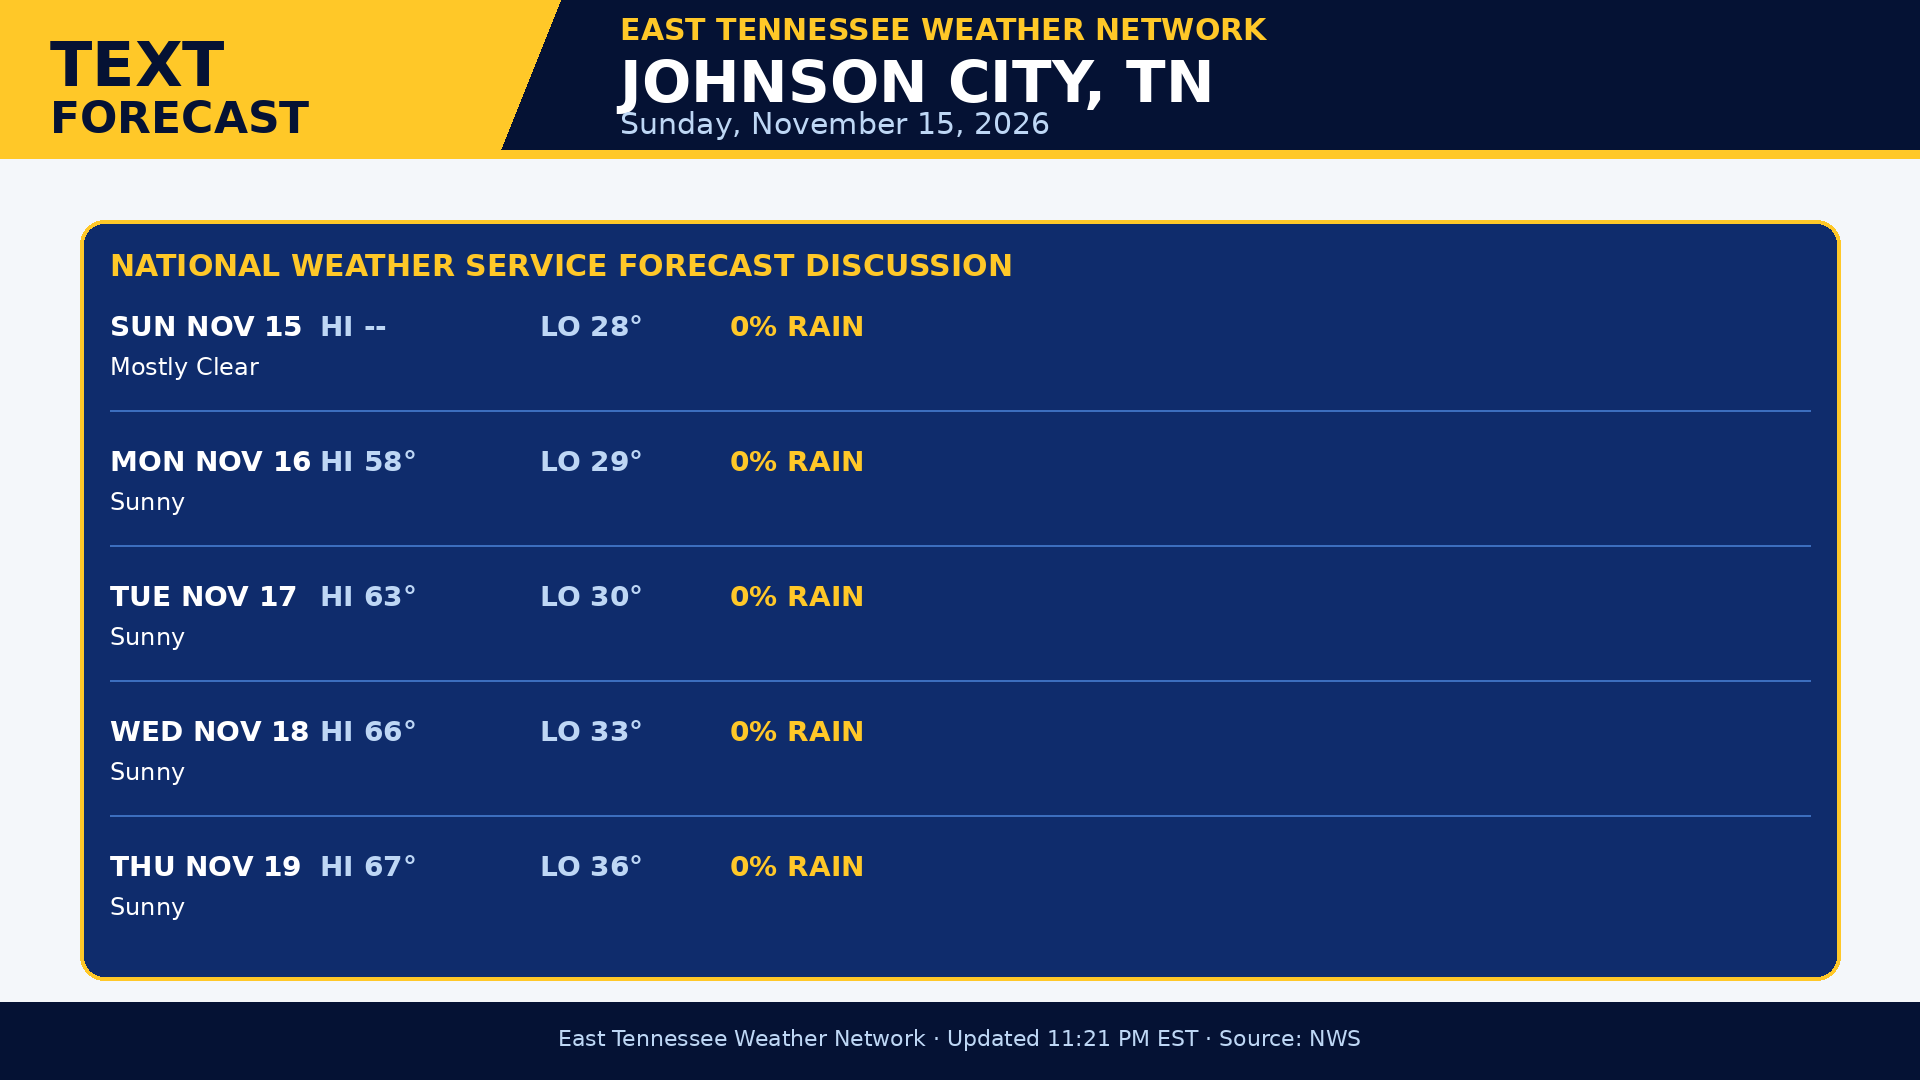 TEXT
FORECAST
EAST TENNESSEE WEATHER NETWORK
JOHNSON CITY, TN
Sunday, November 15, 2026
NATIONAL WEATHER SERVICE FORECAST DISCUSSION
SUN NOV 15 HI -- LO 28° 0% RAIN
Mostly Clear
MON NOV 16 HI 58° LO 29° 0% RAIN
Sunny
TUE NOV 17 HI 63° LO 30° 0% RAIN
Sunny
WED NOV 18 HI 66° LO 33° 0% RAIN
Sunny
THU NOV 19 HI 67° LO 36° 0% RAIN
Sunny
East Tennessee Weather Network · Updated 11:21 PM EST · Source: NWS